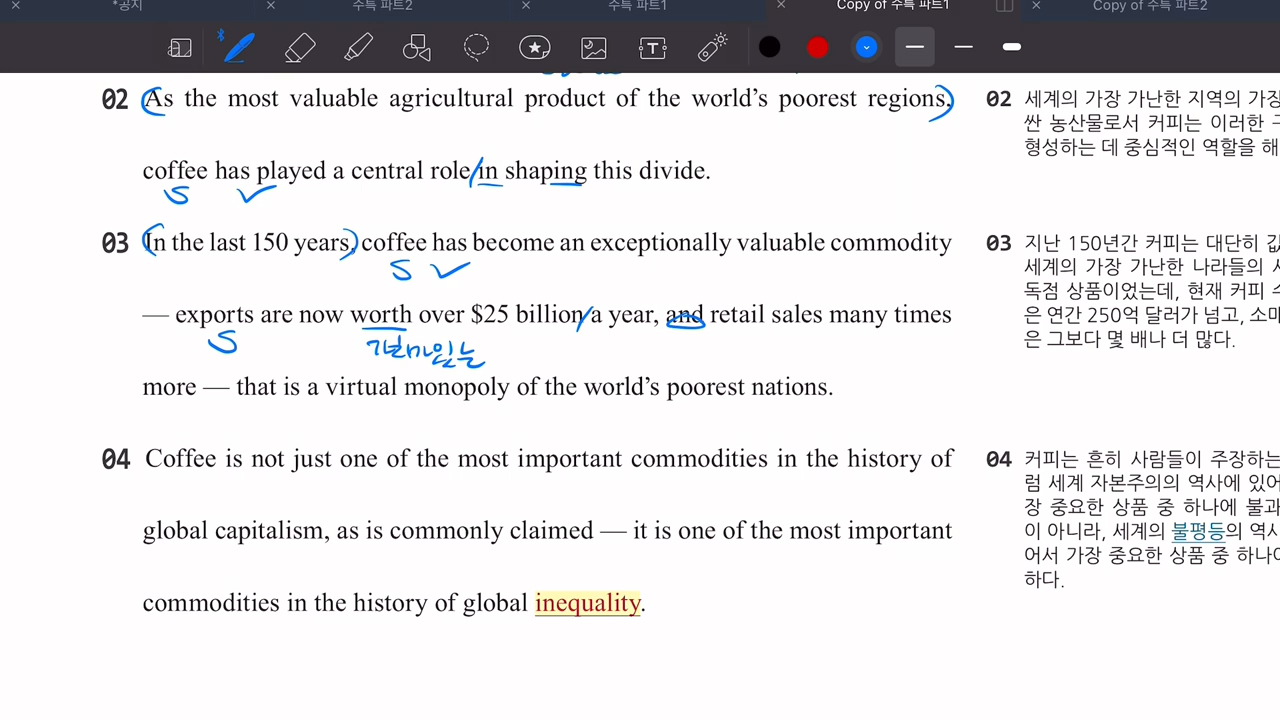 *공지
수특 파트2
수특 파트1
Copy of 수특 파트1
Copy of 수특 파트2
02 As the most valuable agricultural product of the world's poorest regions,
coffee has played a central role in shaping this divide.
S
03 In the last 150 years, coffee has become an exceptionally valuable commodity
S
— exports are now worth over $25 billion a year, and retail sales many times
S 가치가있는
more — that is a virtual monopoly of the world's poorest nations.
04 Coffee is not just one of the most important commodities in the history of
global capitalism, as is commonly claimed — it is one of the most important
commodities in the history of global inequality.
02 세계의 가장 가난한 지역의 가장
싼 농산물로서 커피는 이러한
형성하는 데 중심적인 역할을 해
03 지난 150년간 커피는 대단히 값
세계의 가장 가난한 나라들의 사
독점 상품이었는데, 현재 커피 수
은 연간 250억 달러가 넘고, 소매
은 그보다 몇 배나 더 많다.
04 커피는 흔히 사람들이 주장하는
럼 세계 자본주의의 역사에 있어
장 중요한 상품 중 하나에 불과
이 아니라, 세계의 불평등의 역사
어서 가장 중요한 상품 중 하나이
하다.